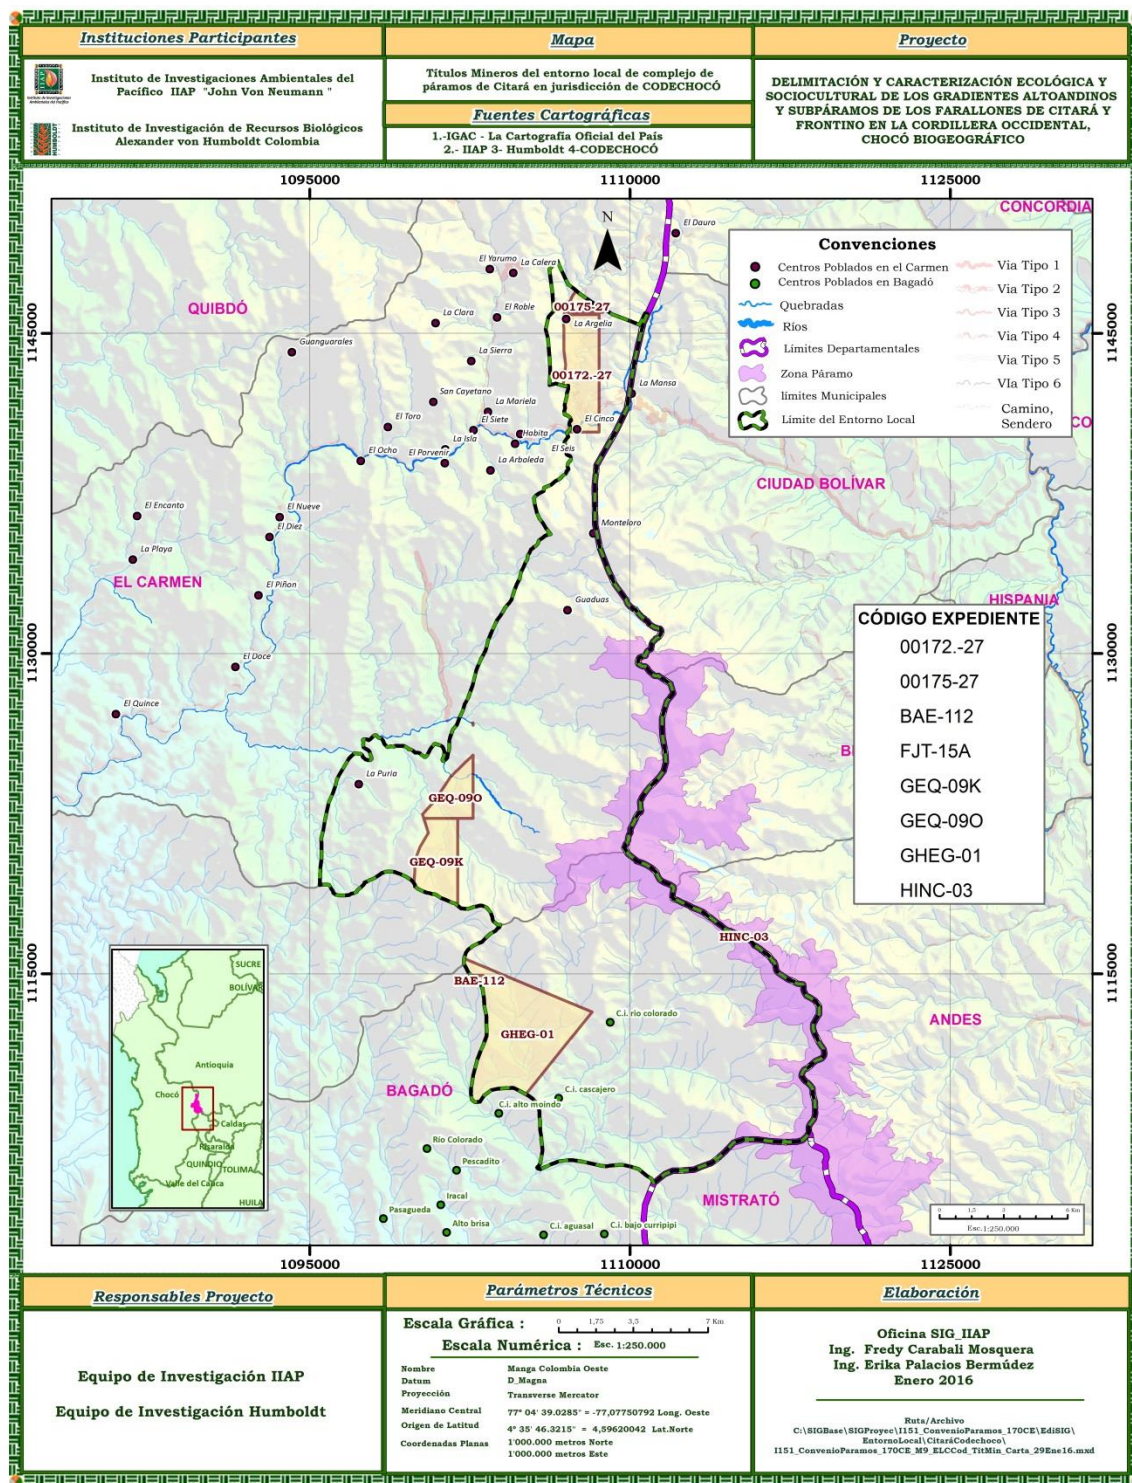 Instituciones Participantes
Instituto de Investigaciones Ambientales del
Pacífico IIAP "John Von Neumann "
Instituto de Investigación de Recursos Biológicos
Alexander von Humboldt Colombia
Mapa
Títulos Mineros del entorno local de complejo de
páramos de Citará en jurisdicción de CODECHOCÓ
Fuentes Cartográficas
1.-IGAC - La Cartografía Oficial del País
2.- IIAP 3- Humboldt 4-CODECHOCÓ
Proyecto
DELIMITACIÓN Y CARACTERIZACIÓN ECOLÓGICA Y
SOCIOCULTURAL DE LOS GRADIENTES ALTOANDINOS
Y SUBPÁRAMOS DE LOS FARALLONES DE CITARÁ Y
FRONTINO EN LA CORDILLERA OCCIDENTAL,
CHOCÓ BIOGEOGRÁFICO
1095000
1110000
1125000
CONCORDIA
N
El Dauro
Convenciones
Centros Poblados en el Carmen
Centros Poblados en Bagadó
Quebradas
Ríos
Límites Departamentales
Zona Páramo
límites Municipales
Límite del Entorno Local
Via Tipo 1
Via Tipo 2
Via Tipo 3
Via Tipo 4
Via Tipo 5
VIa Tipo 6
Camino,
Sendero
El Yarumo
La Calera
QUIBDÓ
00175-27
El Roble
La Clara
La Argelia
1145000
1145000
Guanguarales
La Sierra
00172.-27
La Mansa
San Cayetano
La Mariela
El Toro
El Siete
El Cinco
CO
La Isla
Habita
El Ocho
El Porvenir
El Seis
La Arboleda
CIUDAD BOLÍVAR
El Encanto
El Nueve
El Diez
Monteloro
La Playa
EL CARMEN
El Piñon
Guaduas
HISPANIA
CÓDIGO EXPEDIENTE
00172.-27
00175-27
BAE-112
FJT-15A
GEQ-09K
GEQ-09O
GHEG-01
HINC-03
1130000
1130000
El Doce
El Quince
La Puria
GEQ-09O
GEQ-09K
HINC-03
1115000
1115000
BAE-112
GHEG-01
C.i. rio colorado
ANDES
BAGADÓ
C.i. cascajero
C.i. alto moindo
Río Colorado
Pescadito
Iracal
Pasagueda
Alto brisa
C.i. aguasal
C.i. bajo curripipi
MISTRATÓ
SUCRE
BOLÍVAR
Antioquia
Chocó
Caldas
Risaralda
QUINDIO
TOLIMA
Valle del Cauca
HUILA
0 1,5 3 6 Km
Esc.1:250.000
1095000
1110000
1125000
Responsables Proyecto
Equipo de Investigación IIAP
Equipo de Investigación Humboldt
Parámetros Técnicos
Escala Gráfica :
0 1,75 3,5 7 Km
Escala Numérica : Esc. 1:250.000
Nombre Manga Colombia Oeste
Datum D_Magna
Proyección Transverse Mercator
Meridiano Central 77° 04' 39.0285" = -77,07750792 Long. Oeste
Origen de Latitud 4° 35' 46.3215" = 4,59620042 Lat.Norte
Coordenadas Planas 1'000.000 metros Norte
1'000.000 metros Este
Elaboración
Oficina SIG_IIAP
Ing. Fredy Carabali Mosquera
Ing. Erika Palacios Bermúdez
Enero 2016
Ruta/Archivo
C:\SIGBase\SIGProyec\I151_ConvenioParamos_170CE\EdiSIG\
EntornoLocal\CitaráCodechoco\
I151_ConvenioParamos_170CE_M9_ELCCod_TitMin_Carta_29Ene16.mxd